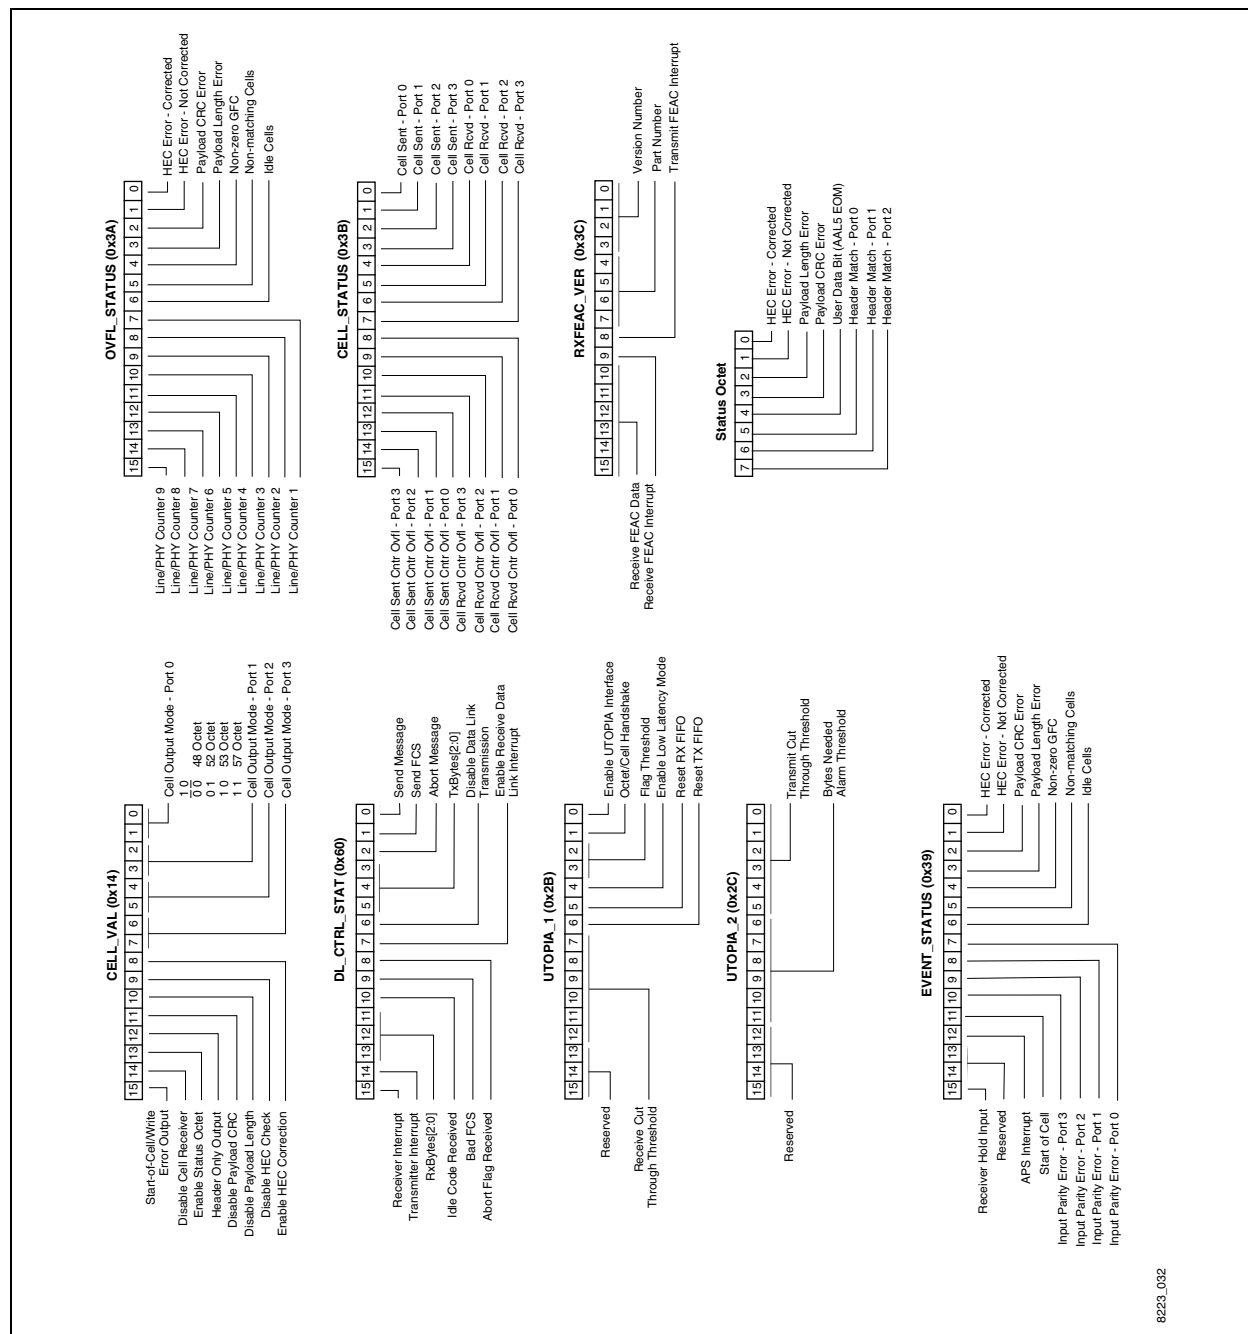 CELL_VAL (0x14)
15 14 13 12 11 10 9 8 7 6 5 4 3 2 1 0
Start-of-Cell/Write
Error Output
Disable Cell Receiver
Enable Status Octet
Header Only Output
Disable Payload CRC
Disable Payload Length
Disable HEC Check
Enable HEC Correction
Cell Output Mode - Port 0
1 0
0 0 48 Octet
0 1 52 Octet
1 0 53 Octet
1 1 57 Octet
Cell Output Mode - Port 1
Cell Output Mode - Port 2
Cell Output Mode - Port 3
OVFL_STATUS (0x3A)
15 14 13 12 11 10 9 8 7 6 5 4 3 2 1 0
Line/PHY Counter 9
Line/PHY Counter 8
Line/PHY Counter 7
Line/PHY Counter 6
Line/PHY Counter 5
Line/PHY Counter 4
Line/PHY Counter 3
Line/PHY Counter 2
Line/PHY Counter 1
HEC Error - Corrected
HEC Error - Not Corrected
Payload CRC Error
Payload Length Error
Non-zero GFC
Non-matching Cells
Idle Cells
DL_CTRL_STAT (0x60)
15 14 13 12 11 10 9 8 7 6 5 4 3 2 1 0
Receiver Interrupt
Transmitter Interrupt
RxBytes[2:0]
Idle Code Received
Bad FCS
Abort Flag Received
Send Message
Send FCS
Abort Message
TxBytes[2:0]
Disable Data Link
Transmission
Enable Receive Data
Link Interrupt
CELL_STATUS (0x3B)
15 14 13 12 11 10 9 8 7 6 5 4 3 2 1 0
Cell Sent Cntr Ovfl - Port 3
Cell Sent Cntr Ovfl - Port 2
Cell Sent Cntr Ovfl - Port 1
Cell Sent Cntr Ovfl - Port 0
Cell Rcvd Cntr Ovfl - Port 3
Cell Rcvd Cntr Ovfl - Port 2
Cell Rcvd Cntr Ovfl - Port 1
Cell Rcvd Cntr Ovfl - Port 0
Cell Sent - Port 0
Cell Sent - Port 1
Cell Sent - Port 2
Cell Sent - Port 3
Cell Rcvd - Port 0
Cell Rcvd - Port 1
Cell Rcvd - Port 2
Cell Rcvd - Port 3
UTOPIA_1 (0x2B)
15 14 13 12 11 10 9 8 7 6 5 4 3 2 1 0
Reserved
Receive Cut
Through Threshold
Enable UTOPIA Interface
Octet/Cell Handshake
Flag Threshold
Enable Low Latency Mode
Reset RX FIFO
Reset TX FIFO
RXFEAC_VER (0x3C)
15 14 13 12 11 10 9 8 7 6 5 4 3 2 1 0
Receive FEAC Data
Receive FEAC Interrupt
Version Number
Part Number
Transmit FEAC Interrupt
UTOPIA_2 (0x2C)
15 14 13 12 11 10 9 8 7 6 5 4 3 2 1 0
Reserved
Transmit Cut
Through Threshold
Bytes Needed
Alarm Threshold
Status Octet
7 6 5 4 3 2 1 0
HEC Error - Corrected
HEC Error - Not Corrected
Payload Length Error
Payload CRC Error
User Data Bit (AAL5 EOM)
Header Match - Port 0
Header Match - Port 1
Header Match - Port 2
EVENT_STATUS (0x39)
15 14 13 12 11 10 9 8 7 6 5 4 3 2 1 0
Receiver Hold Input
Reserved
APS Interrupt
Start of Cell
Input Parity Error - Port 3
Input Parity Error - Port 2
Input Parity Error - Port 1
Input Parity Error - Port 0
HEC Error - Corrected
HEC Error - Not Corrected
Payload CRC Error
Payload Length Error
Non-zero GFC
Non-matching Cells
Idle Cells
8223_032